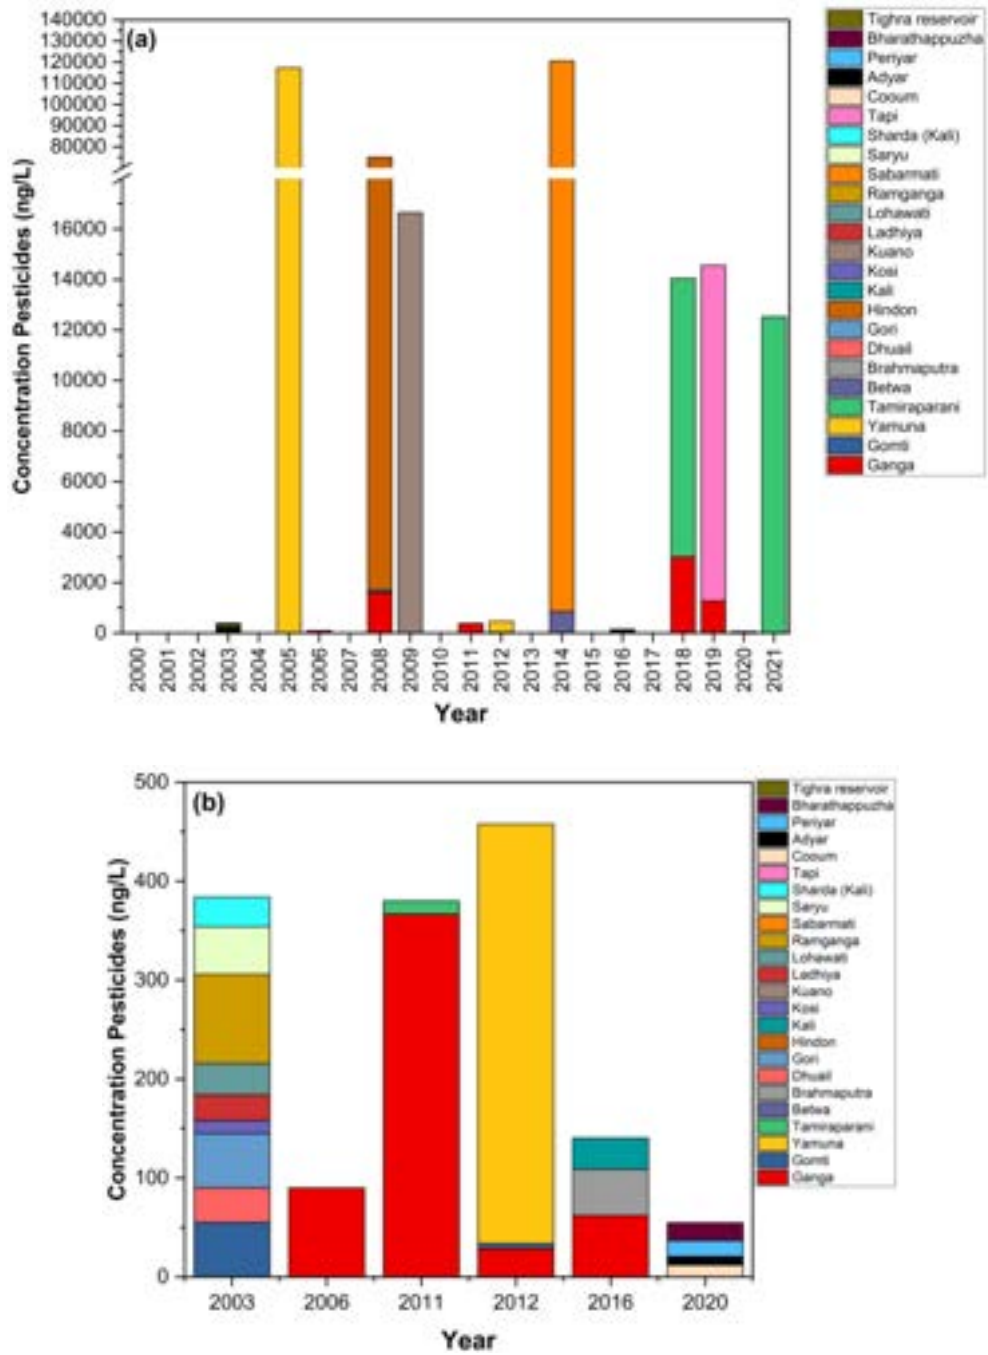 (a)
Concentration Pesticides (ng/L)
140000
130000
120000
110000
100000
90000
80000
16000
14000
12000
10000
8000
6000
4000
2000
0
2000 2001 2002 2003 2004 2005 2006 2007 2008 2009 2010 2011 2012 2013 2014 2015 2016 2017 2018 2019 2020 2021
Year
Tighra reservoir
Bharathappuzha
Periyar
Adyar
Cooum
Tapi
Sharda (Kali)
Saryu
Sabarmati
Ramganga
Lohawati
Ladhiya
Kuano
Kosi
Kali
Hindon
Gori
Dhuail
Brahmaputra
Betwa
Tamiraparani
Yamuna
Gomti
Ganga
(b)
Concentration Pesticides (ng/L)
500
400
300
200
100
0
2003 2006 2011 2012 2016 2020
Year
Tighra reservoir
Bharathappuzha
Periyar
Adyar
Cooum
Tapi
Sharda (Kali)
Saryu
Sabarmati
Ramganga
Lohawati
Ladhiya
Kuano
Kosi
Kali
Hindon
Gori
Dhuail
Brahmaputra
Betwa
Tamiraparani
Yamuna
Gomti
Ganga